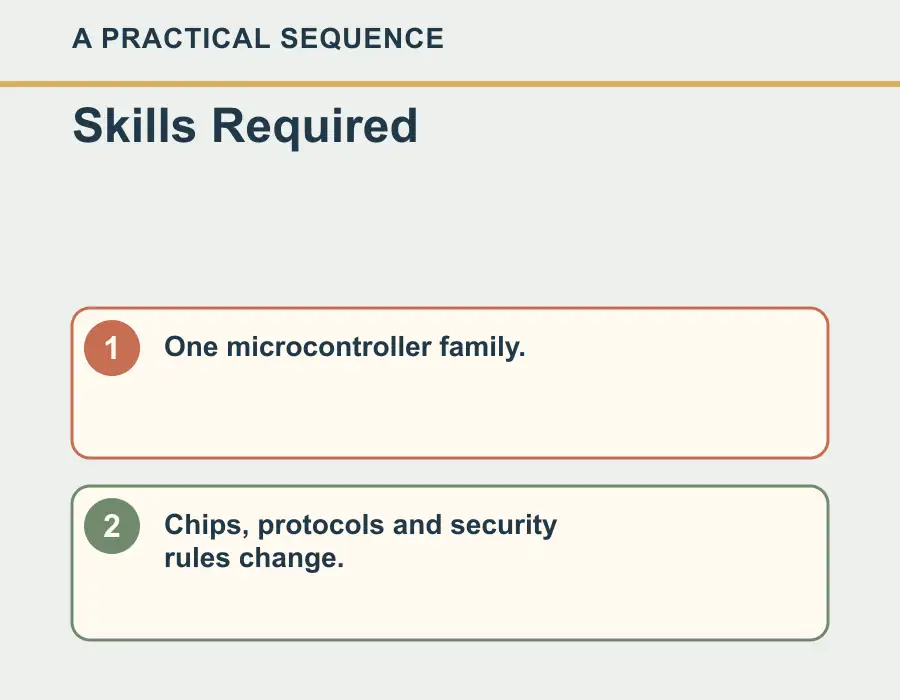 A PRACTICAL SEQUENCE
Skills Required
1
One microcontroller family.
2
Chips, protocols and security
rules change.